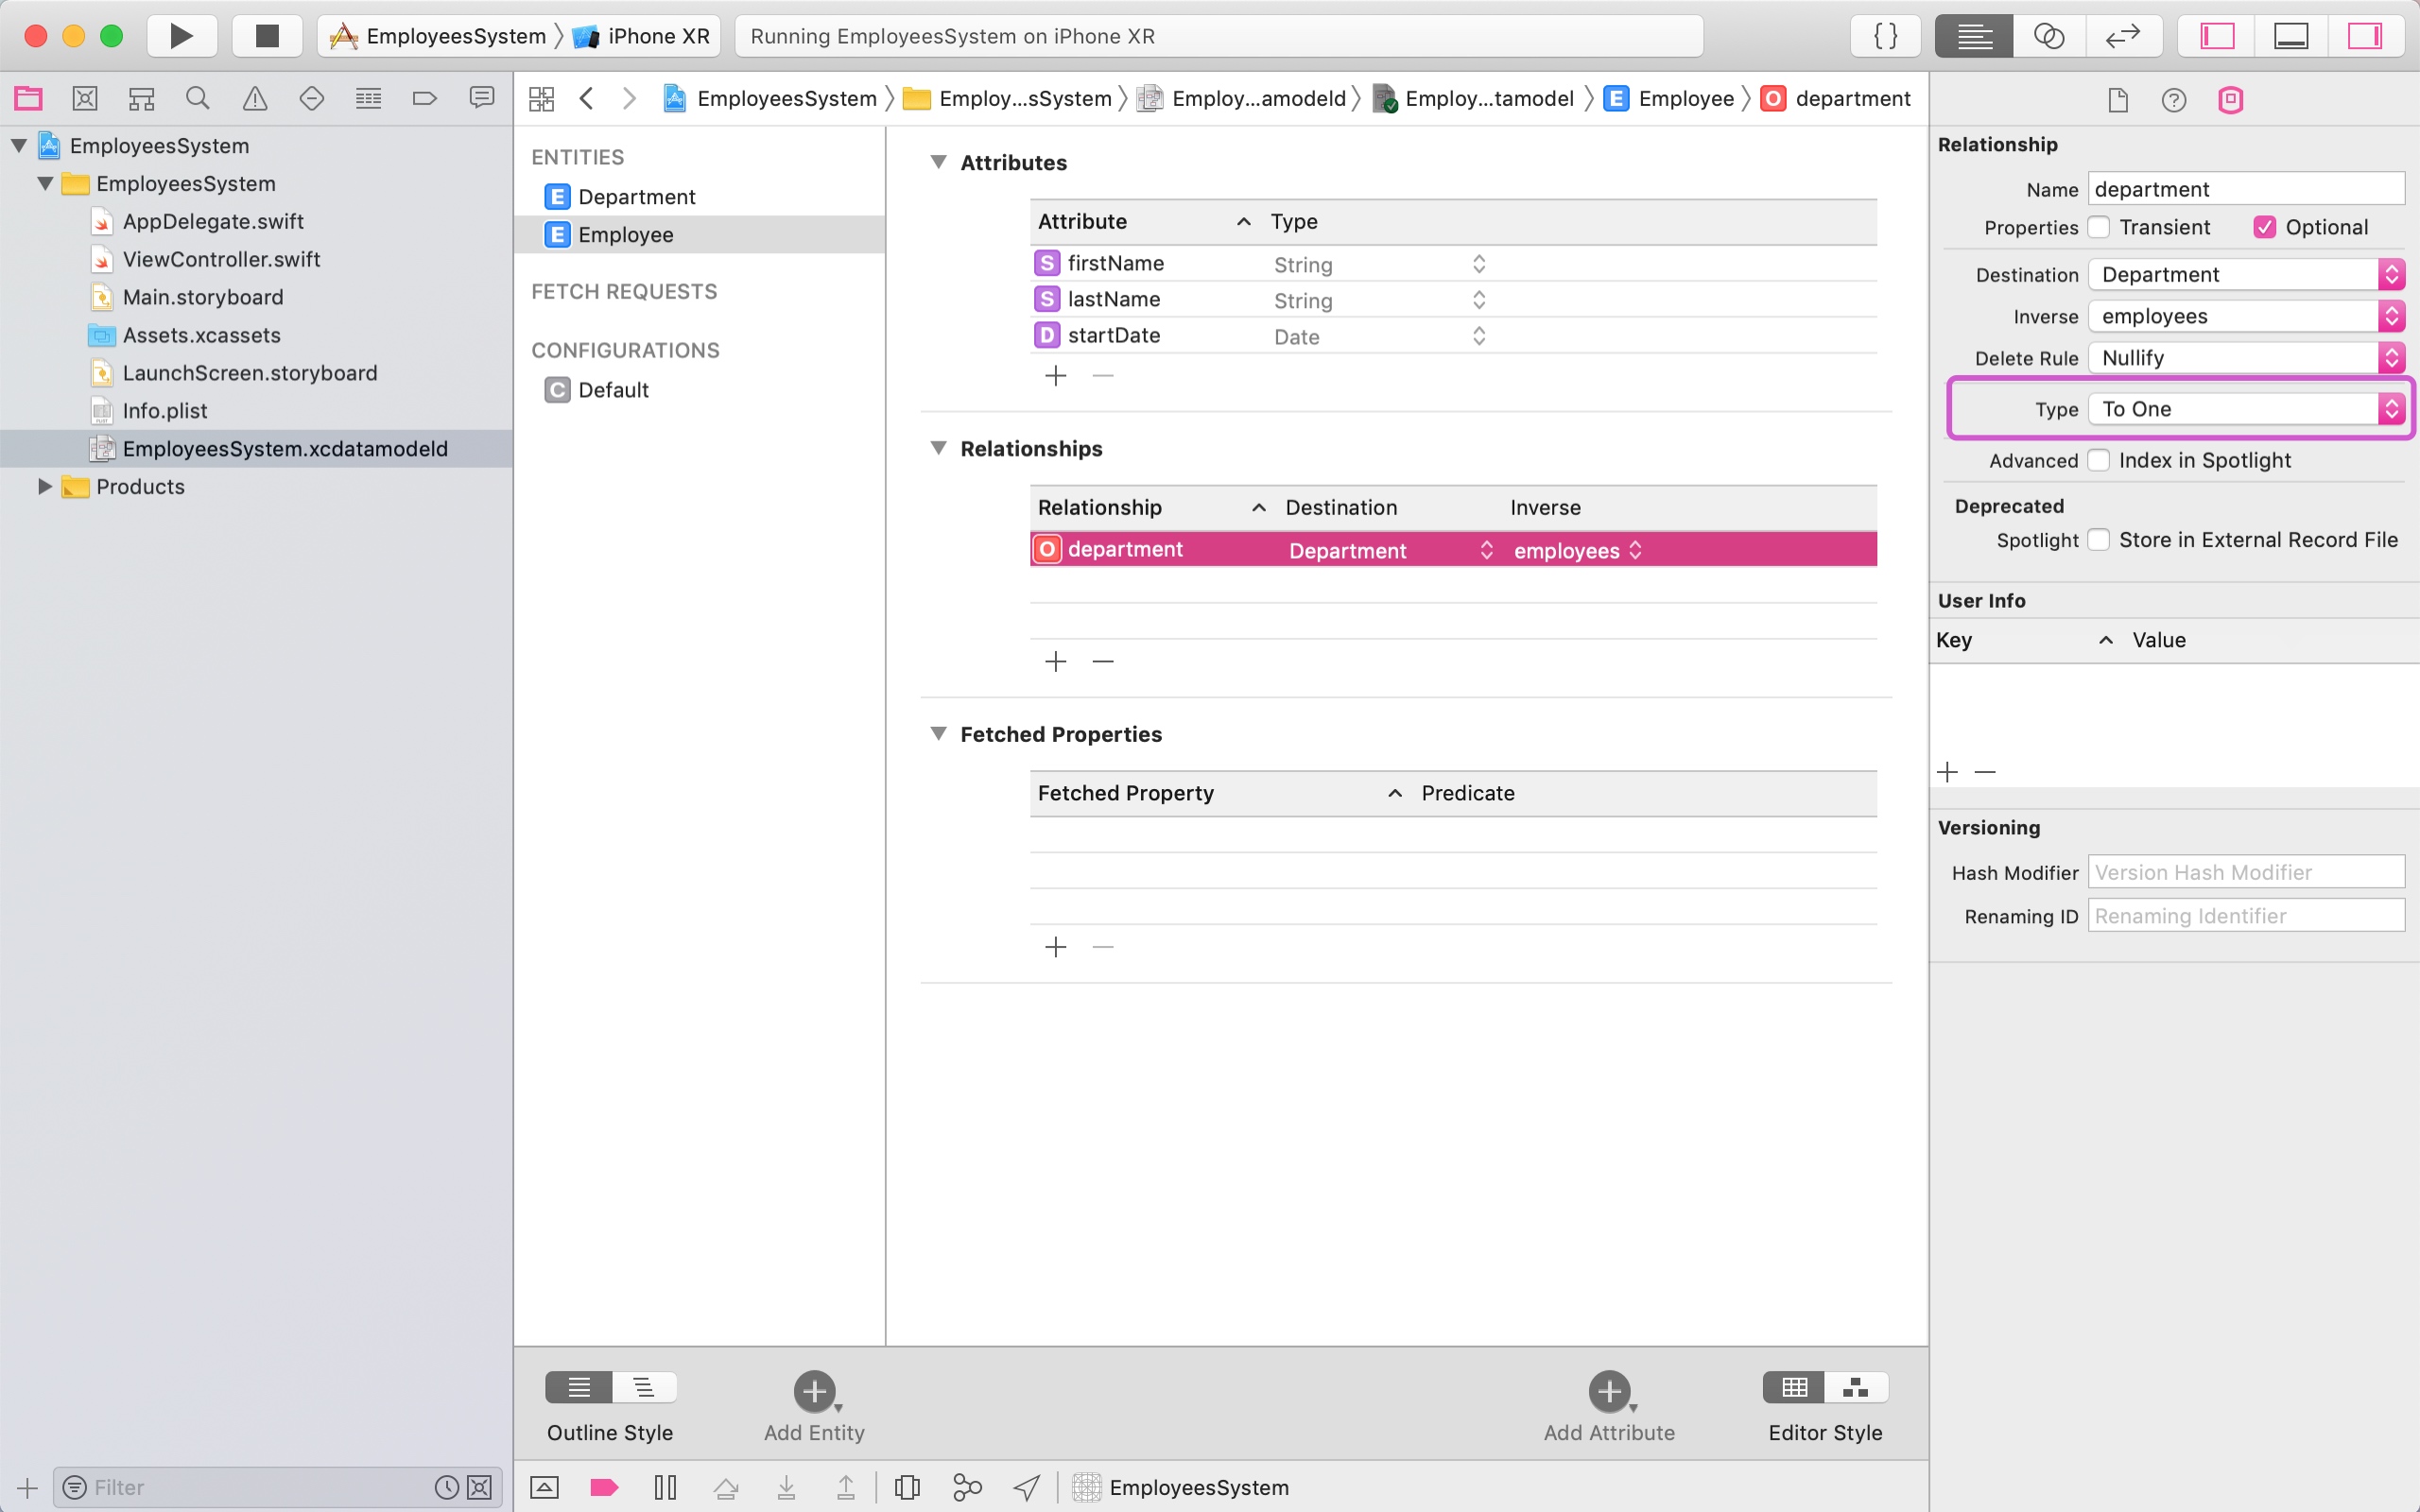 EmployeesSystem
iPhone XR
Running EmployeesSystem on iPhone XR
{ }
EmployeesSystem
Employ...sSystem
Employ...amodeld
Employ...tamodel
E Employee
O department
EmployeesSystem
EmployeesSystem
AppDelegate.swift
ViewController.swift
Main.storyboard
Assets.xcassets
LaunchScreen.storyboard
Info.plist
EmployeesSystem.xcdatamodeld
Products
Filter
ENTITIES
E Department
E Employee
FETCH REQUESTS
CONFIGURATIONS
C Default
Attributes
Attribute Type
S firstName String
S lastName String
D startDate Date
Relationships
Relationship Destination Inverse
O department Department employees
Fetched Properties
Fetched Property Predicate
Outline Style
Add Entity
Add Attribute
Editor Style
EmployeesSystem
Relationship
Name department
Properties Transient Optional
Destination Department
Inverse employees
Delete Rule Nullify
Type To One
Advanced Index in Spotlight
Deprecated
Spotlight Store in External Record File
User Info
Key Value
Versioning
Hash Modifier Version Hash Modifier
Renaming ID Renaming Identifier